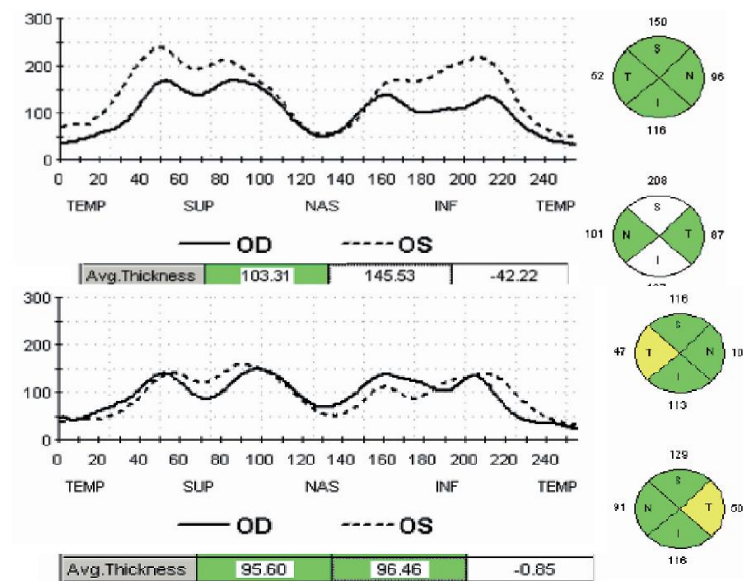 300
200
100
0
0 20 40 60 80 100 120 140 160 180 200 220 240
TEMP SUP NAS INF TEMP
OD OS
Avg.Thickness 103.31 145.53 -42.22
150
S
52 T N 96
I
116
208
S
101 N T 87
I
300
200
100
0
0 20 40 60 80 100 120 140 160 180 200 220 240
TEMP SUP NAS INF TEMP
OD OS
Avg.Thickness 95.60 96.46 -0.85
116
S
47 T N 10
I
113
129
S
91 N T 50
I
116